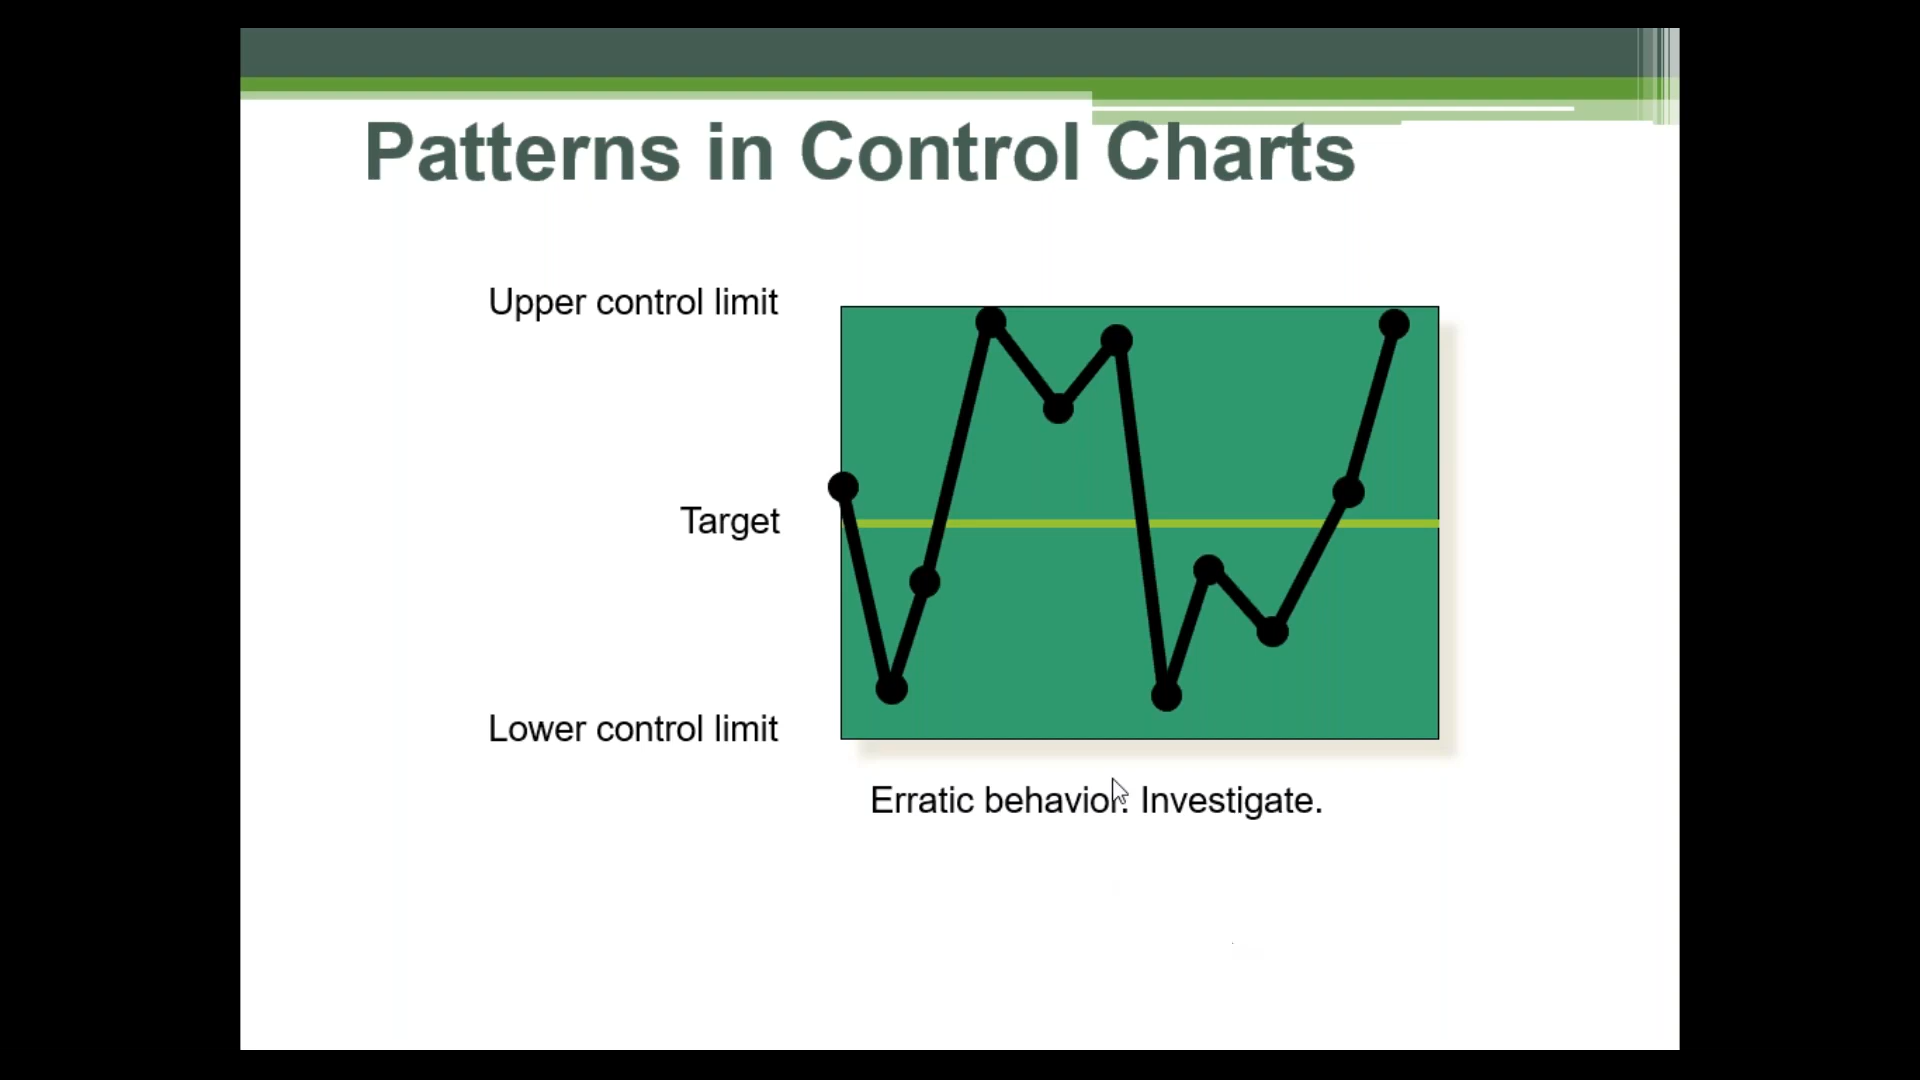 Patterns in Control Charts
Upper control limit
Target
Lower control limit
Erratic behavior. Investigate.